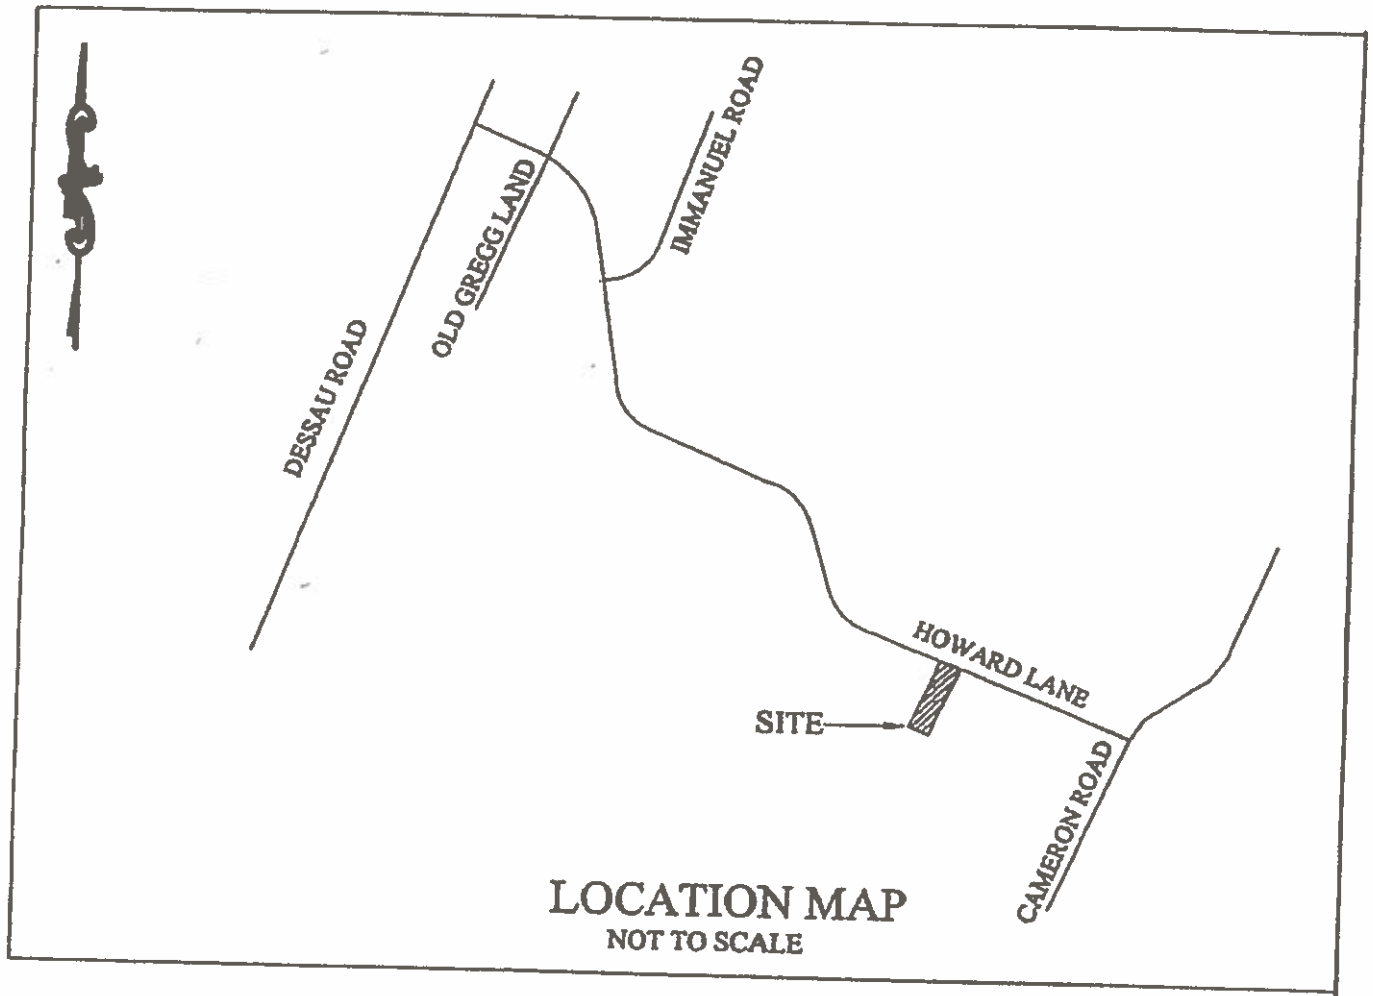 IMMANUEL ROAD
OLD GREGG LAND
DESSAU ROAD
HOWARD LANE
SITE
CAMERON ROAD
LOCATION MAP
NOT TO SCALE